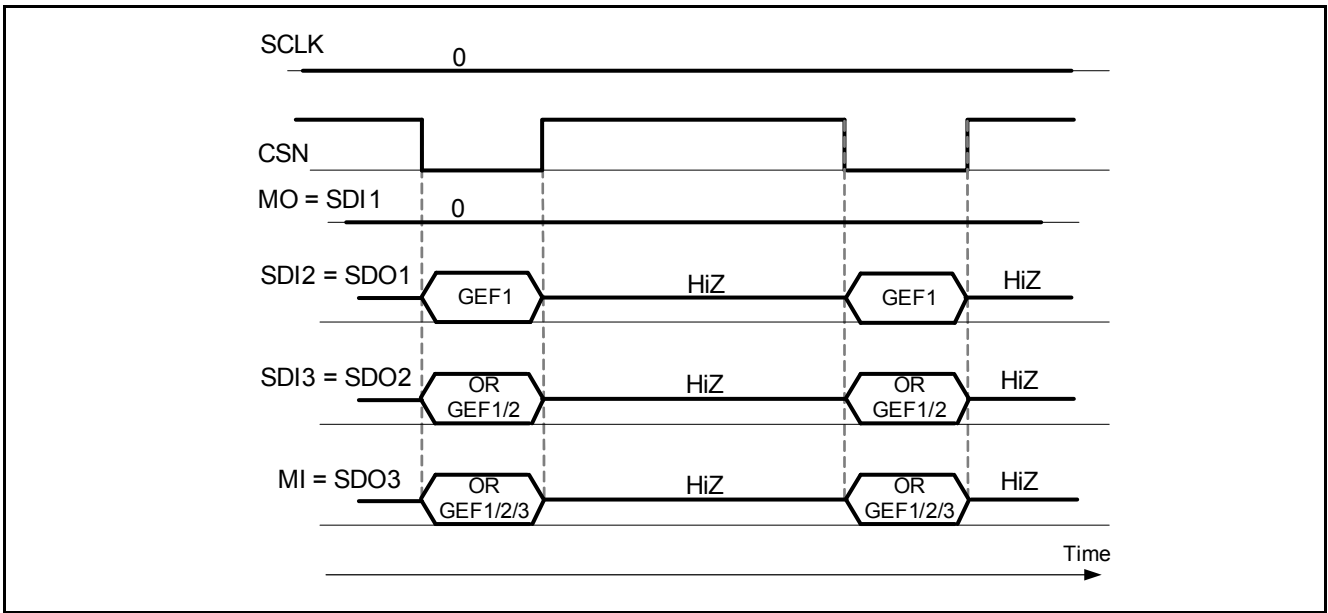 SCLK
0
CSN
MO = SDI1
0
SDI2 = SDO1
GEF1
HiZ
GEF1
HiZ
SDI3 = SDO2
OR
GEF1/2
HiZ
OR
GEF1/2
HiZ
MI = SDO3
OR
GEF1/2/3
HiZ
OR
GEF1/2/3
HiZ
Time